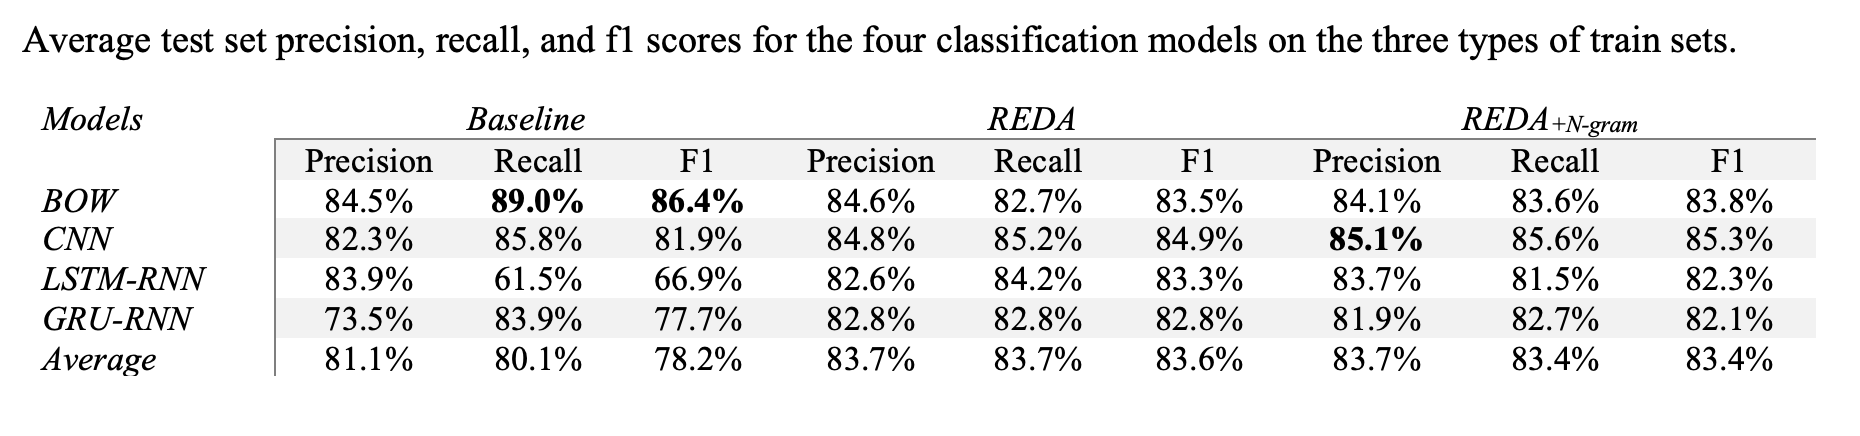 Average test set precision, recall, and f1 scores for the four classification models on the three types of train sets.
Models Baseline REDA REDA+N-gram
Precision Recall F1 Precision Recall F1 Precision Recall F1
BOW 84.5% 89.0% 86.4% 84.6% 82.7% 83.5% 84.1% 83.6% 83.8%
CNN 82.3% 85.8% 81.9% 84.8% 85.2% 84.9% 85.1% 85.6% 85.3%
LSTM-RNN 83.9% 61.5% 66.9% 82.6% 84.2% 83.3% 83.7% 81.5% 82.3%
GRU-RNN 73.5% 83.9% 77.7% 82.8% 82.8% 82.8% 81.9% 82.7% 82.1%
Average 81.1% 80.1% 78.2% 83.7% 83.7% 83.6% 83.7% 83.4% 83.4%